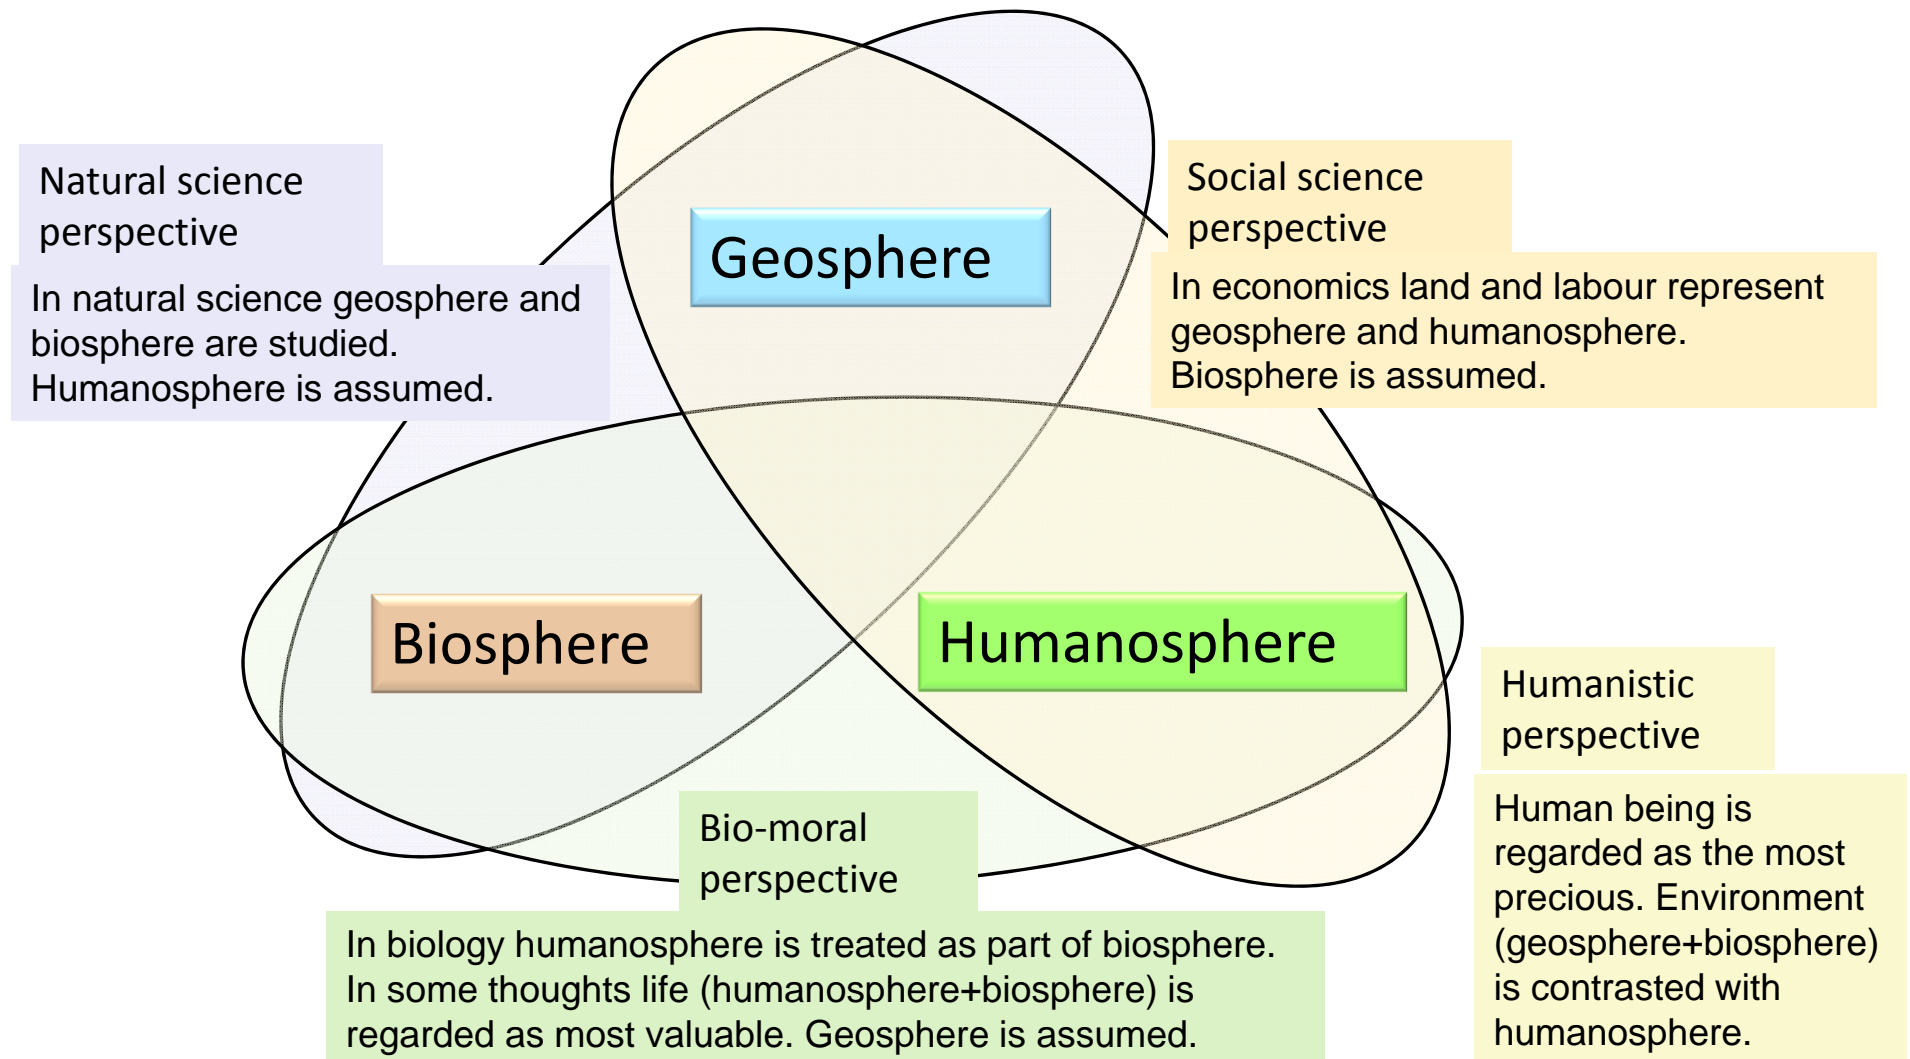 Natural science
perspective
In natural science geosphere and
biosphere are studied.
Humanosphere is assumed.
Geosphere
Social science
perspective
In economics land and labour represent
geosphere and humanosphere.
Biosphere is assumed.
Biosphere
Humanosphere
Humanistic
perspective
Human being is
regarded as the most
precious. Environment
(geosphere+biosphere)
is contrasted with
humanosphere.
Bio-moral
perspective
In biology humanosphere is treated as part of biosphere.
In some thoughts life (humanosphere+biosphere) is
regarded as most valuable. Geosphere is assumed.